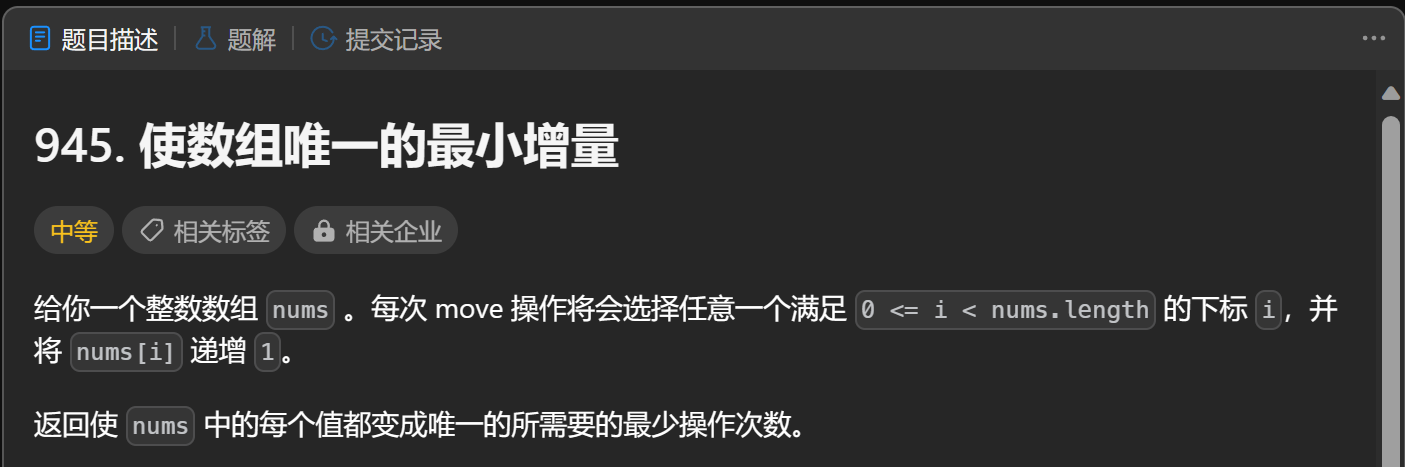 题目描述 题解 提交记录
945. 使数组唯一的最小增量
中等 相关标签 相关企业
给你一个整数数组 nums 。每次 move 操作将会选择任意一个满足 0 <= i < nums.length 的下标 i，并
将 nums[i] 递增 1。
返回使 nums 中的每个值都变成唯一的所需要的最少操作次数。